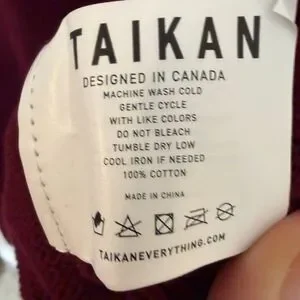 TAIKAN
DESIGNED IN CANADA
MACHINE WASH COLD
GENTLE CYCLE
WITH LIKE COLORS
DO NOT BLEACH
TUMBLE DRY LOW
COOL IRON IF NEEDED
100% COTTON
MADE IN CHINA
TAIKANEVERYTHING.COM